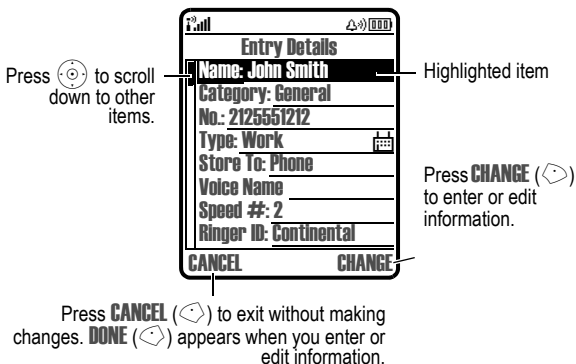 Entry Details
Press to scroll
down to other
items.
Name: John Smith
Category: General
No.: 2125551212
Type: Work
Store To: Phone
Voice Name
Speed #: 2
Ringer ID: Continental
CANCEL CHANGE
Highlighted item
Press CHANGE ( )
to enter or edit
information.
Press CANCEL ( ) to exit without making
changes. DONE ( ) appears when you enter or
edit information.